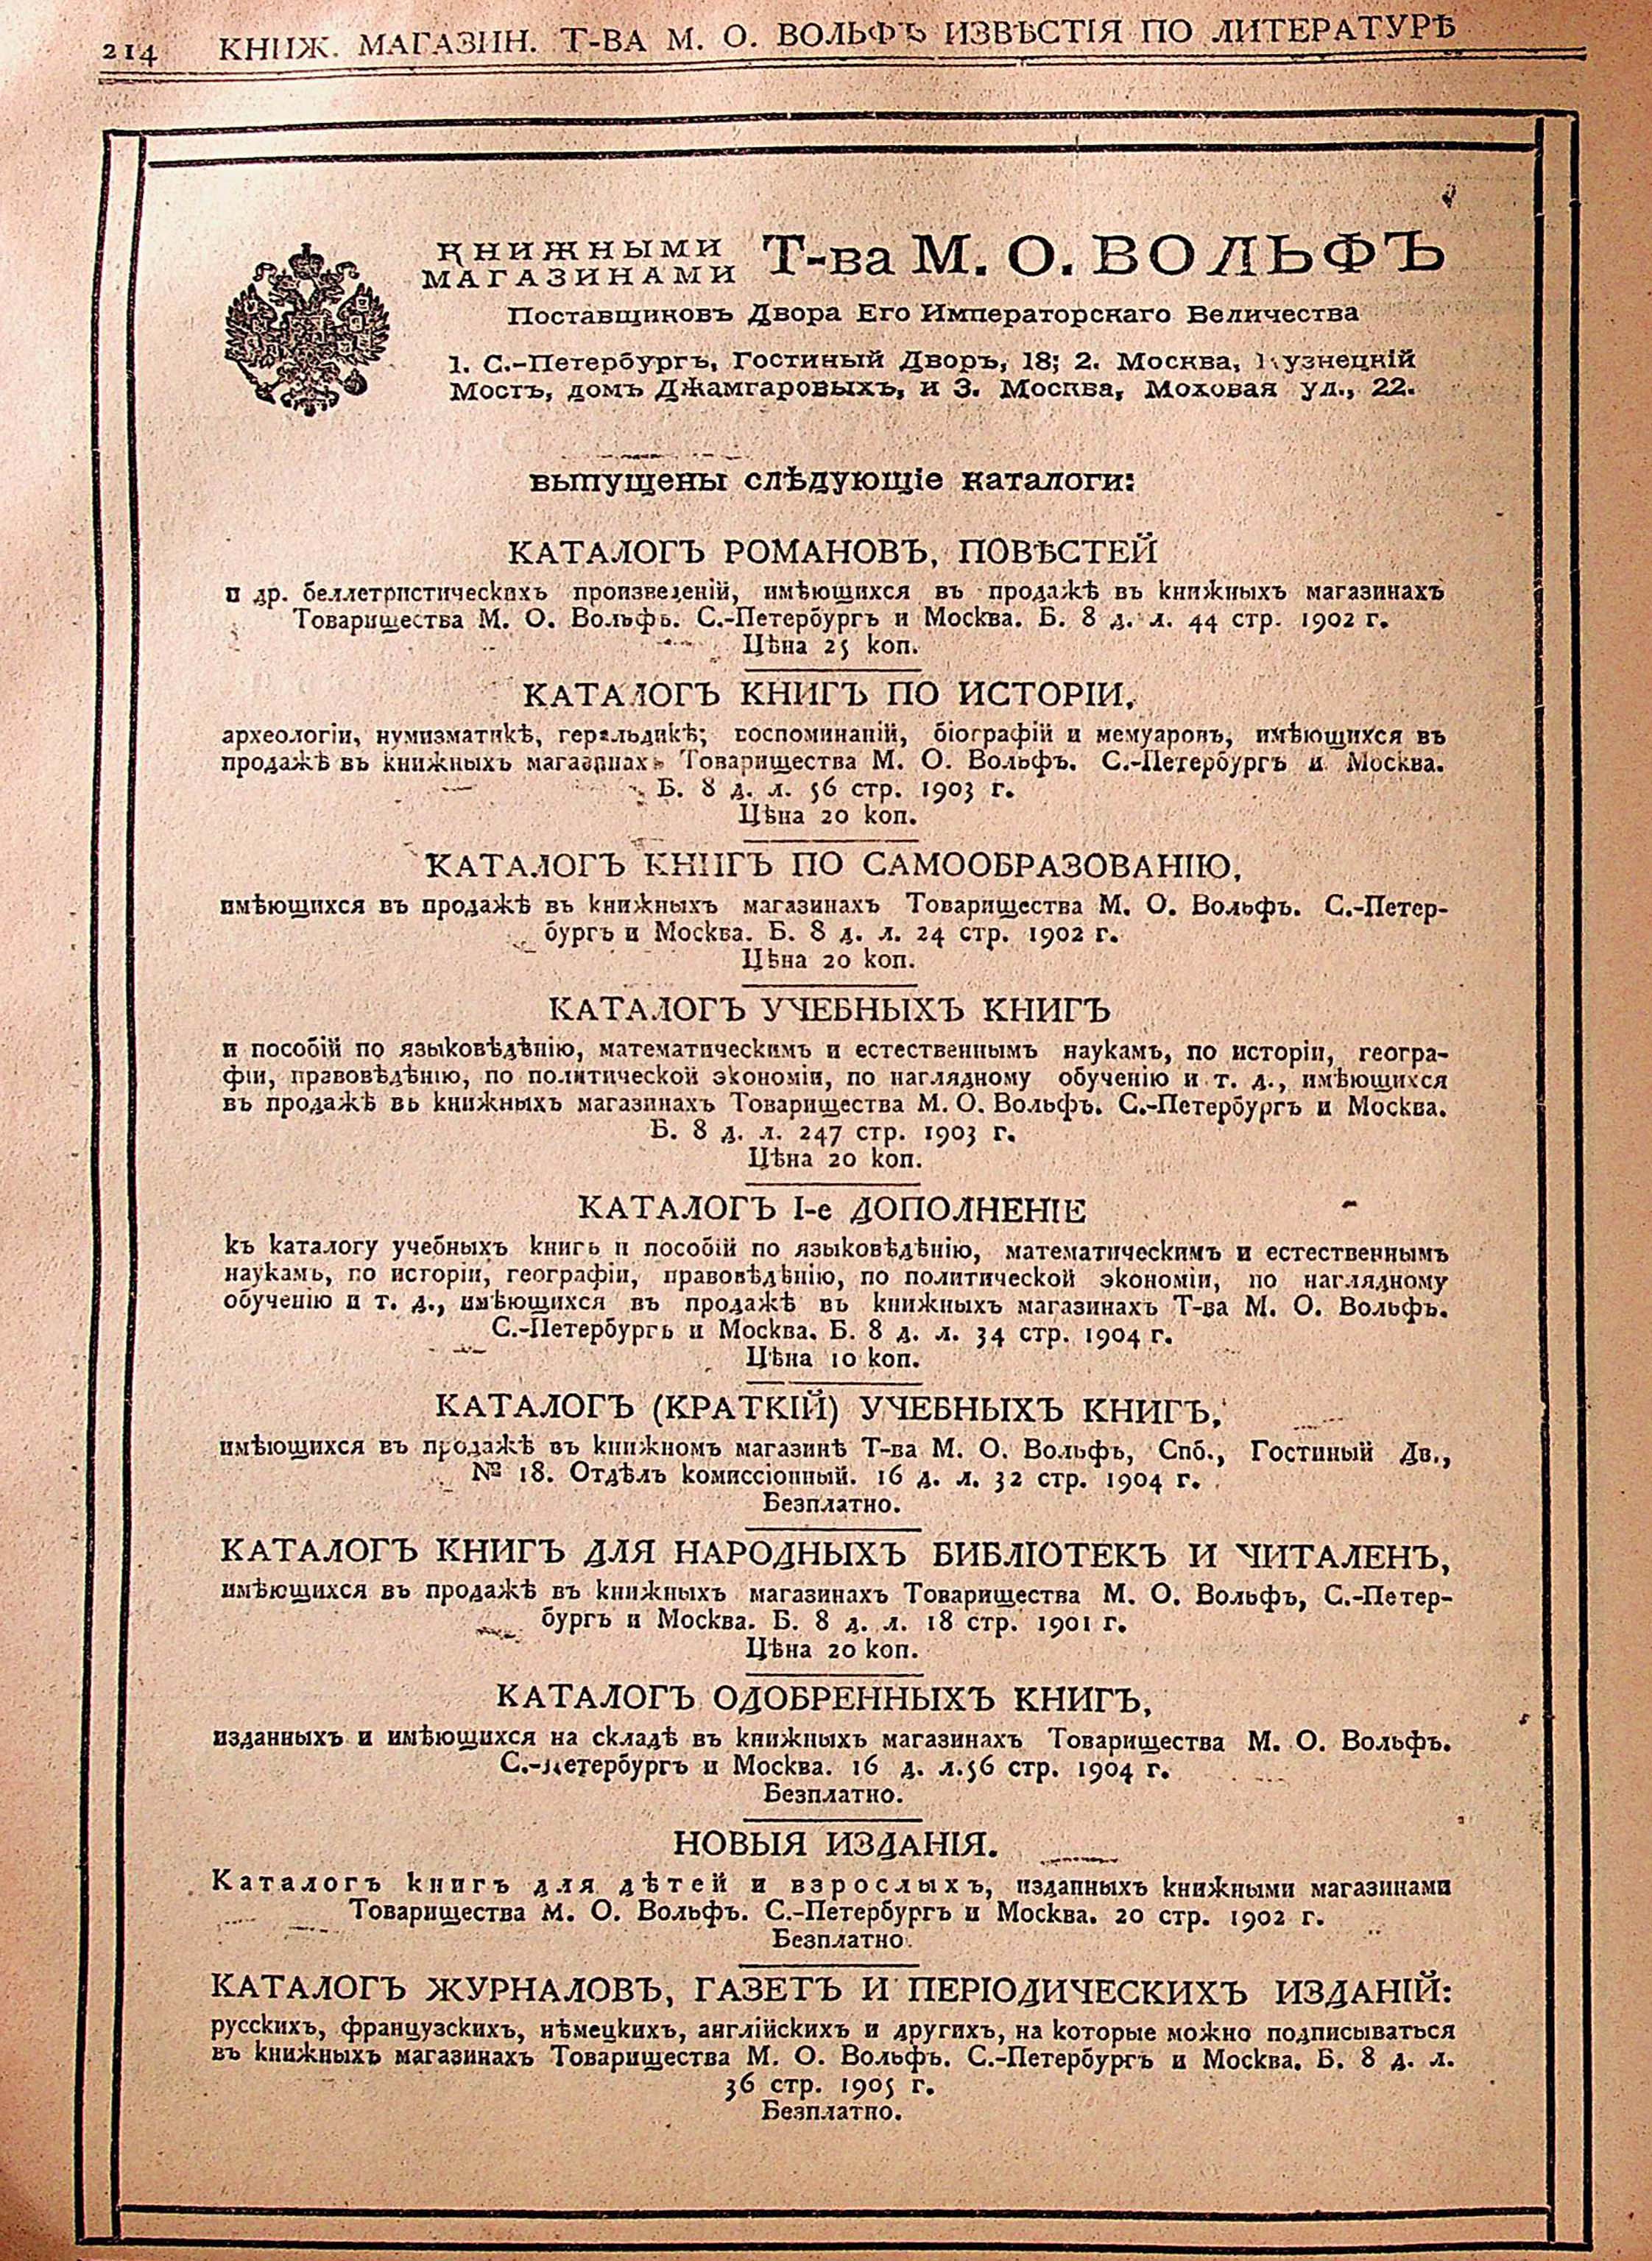 214 КНИЖ. МАГАЗИН. Т-ВА М. О. ВОЛЬФЪ ИЗВѢСТІЯ ПО ЛИТЕРАТУРѢ
КНИЖНЫМИ
МАГАЗИНАМИ Т-ва М. О. ВОЛЬФЪ
Поставщиковъ Двора Его Императорскаго Величества
1. С.-Петербургъ, Гостиный Дворъ, 18; 2. Москва, Кузнецкій
Мостъ, домъ Джамгаровыхъ, и 3. Москва, Моховая ул., 22.
выпущены слѣдующіе каталоги:
КАТАЛОГЪ РОМАНОВЪ, ПОВѢСТЕЙ
и др. беллетристическихъ произведеній, имѣющихся въ продажѣ въ книжныхъ магазинахъ
Товарищества М. О. Вольфъ. С.-Петербургъ и Москва. Б. 8 д. л. 44 стр. 1902 г.
Цѣна 25 коп.
КАТАЛОГЪ КНИГЪ ПО ИСТОРІИ,
археологіи, нумизматикѣ, геральдикѣ; воспоминаній, біографій и мемуаровъ, имѣющихся въ
продажѣ въ книжныхъ магазинахъ Товарищества М. О. Вольфъ. С.-Петербургъ и Москва.
Б. 8 д. л. 56 стр. 1903 г.
Цѣна 20 коп.
КАТАЛОГЪ КНИГЪ ПО САМООБРАЗОВАНІЮ,
имѣющихся въ продажѣ въ книжныхъ магазинахъ Товарищества М. О. Вольфъ. С.-Петер-
бургъ и Москва. Б. 8 д. л. 24 стр. 1902 г.
Цѣна 20 коп.
КАТАЛОГЪ УЧЕБНЫХЪ КНИГЪ
и пособій по языковѣдѣнію, математическимъ и естественнымъ наукамъ, по исторіи, геогра-
фіи, правовѣдѣнію, по политической экономіи, по наглядному обученію и т. д., имѣющихся
въ продажѣ въ книжныхъ магазинахъ Товарищества М. О. Вольфъ. С.-Петербургъ и Москва.
Б. 8 д. л. 247 стр. 1903 г.
Цѣна 20 коп.
КАТАЛОГЪ I-е ДОПОЛНЕНІЕ
къ каталогу учебныхъ книгъ и пособій по языковѣдѣнію, математическимъ и естественнымъ
наукамъ, по исторіи, географіи, правовѣдѣнію, по политической экономіи, по наглядному
обученію и т. д., имѣющихся въ продажѣ въ книжныхъ магазинахъ Т-ва М. О. Вольфъ.
С.-Петербургъ и Москва. Б. 8 д. л. 34 стр. 1904 г.
Цѣна 10 коп.
КАТАЛОГЪ (КРАТКІЙ) УЧЕБНЫХЪ КНИГЪ,
имѣющихся въ продажѣ въ книжномъ магазинѣ Т-ва М. О. Вольфъ, Спб., Гостиный Дв.,
№ 18. Отдѣлъ комиссіонный. 16 д. л. 32 стр. 1904 г.
Безплатно.
КАТАЛОГЪ КНИГЪ ДЛЯ НАРОДНЫХЪ БИБЛІОТЕКЪ И ЧИТАЛЕНЪ,
имѣющихся въ продажѣ въ книжныхъ магазинахъ Товарищества М. О. Вольфъ, С.-Петер-
бургъ и Москва. Б. 8 д. л. 18 стр. 1901 г.
Цѣна 20 коп.
КАТАЛОГЪ ОДОБРЕННЫХЪ КНИГЪ,
изданныхъ и имѣющихся на складѣ въ книжныхъ магазинахъ Товарищества М. О. Вольфъ.
С.-Петербургъ и Москва. 16 д. л. 56 стр. 1904 г.
Безплатно.
НОВЫЯ ИЗДАНІЯ.
Каталогъ книгъ для дѣтей и взрослыхъ, изданныхъ книжными магазинами
Товарищества М. О. Вольфъ. С.-Петербургъ и Москва. 20 стр. 1902 г.
Безплатно.
КАТАЛОГЪ ЖУРНАЛОВЪ, ГАЗЕТЪ И ПЕРІОДИЧЕСКИХЪ ИЗДАНІЙ:
русскихъ, французскихъ, нѣмецкихъ, англійскихъ и другихъ, на которые можно подписываться
въ книжныхъ магазинахъ Товарищества М. О. Вольфъ. С.-Петербургъ и Москва. Б. 8 д. л.
36 стр. 1905 г.
Безплатно.